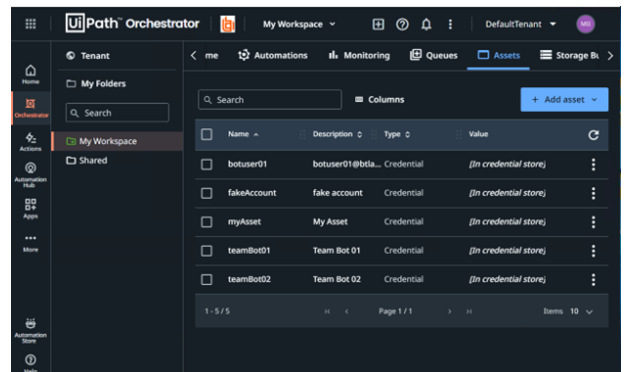 UiPath™ Orchestrator
My Workspace
DefaultTenant
Tenant
me
Automations
Monitoring
Queues
Assets
Storage Bu
Home
Orchestrator
Actions
Automation Hub
Apps
More
Automation Store
Help
My Folders
Search
My Workspace
Shared
Search
Columns
+ Add asset
Name Description Type Value
botuser01 botuser01@btla... Credential [In credential store]
fakeAccount fake account Credential [In credential store]
myAsset My Asset Credential [In credential store]
teamBot01 Team Bot 01 Credential [In credential store]
teamBot02 Team Bot 02 Credential [In credential store]
1 - 5 / 5 Page 1 / 1 Items 10